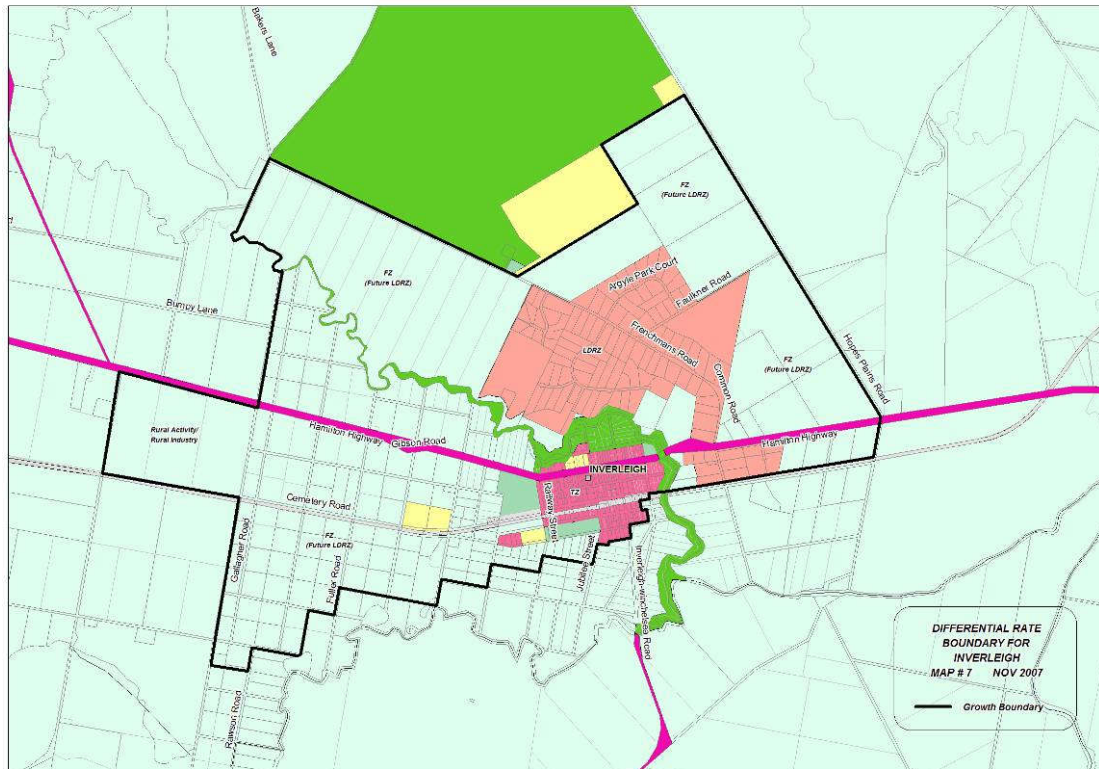 Bakers Lane
FZ
(Future LDRZ)
FZ
(Future LDRZ)
Argyle Park Court
Faulkner Road
Bumpy Lane
Frenchmans Road
LDRZ
Common Road
FZ
(Future LDRZ)
Hopes Plains Road
Rural Activity/
Rural Industry
Hamilton Highway
Gibson Road
Hamilton Highway
INVERLEIGH
TZ
Railway Street
Cemetery Road
FZ
(Future LDRZ)
Gallagher Road
Fuller Road
Jubilee Street
Inverleigh-Winchelsea Road
Rawson Road
DIFFERENTIAL RATE
BOUNDARY FOR
INVERLEIGH
MAP # 7 NOV 2007
Growth Boundary